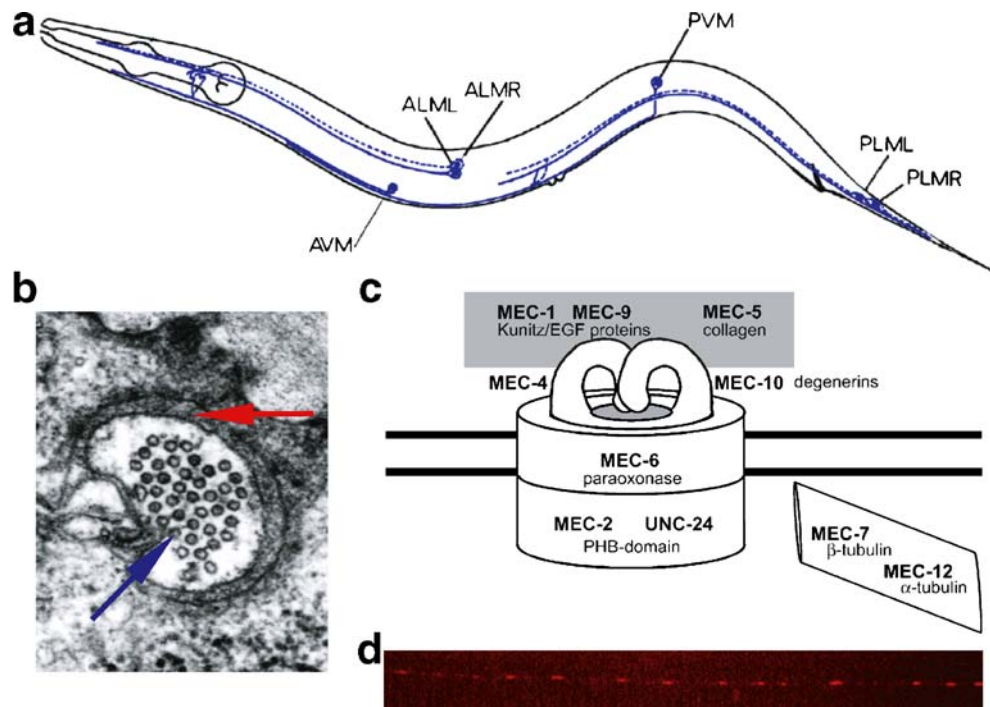 a
PVM
ALML
ALMR
PLML
PLMR
AVM
b
c
MEC-1 MEC-9 MEC-5
Kunitz/EGF proteins collagen
MEC-4 MEC-10 degenerins
MEC-6
paraoxonase
MEC-2 UNC-24
PHB-domain
MEC-7
β-tubulin
MEC-12
α-tubulin
d